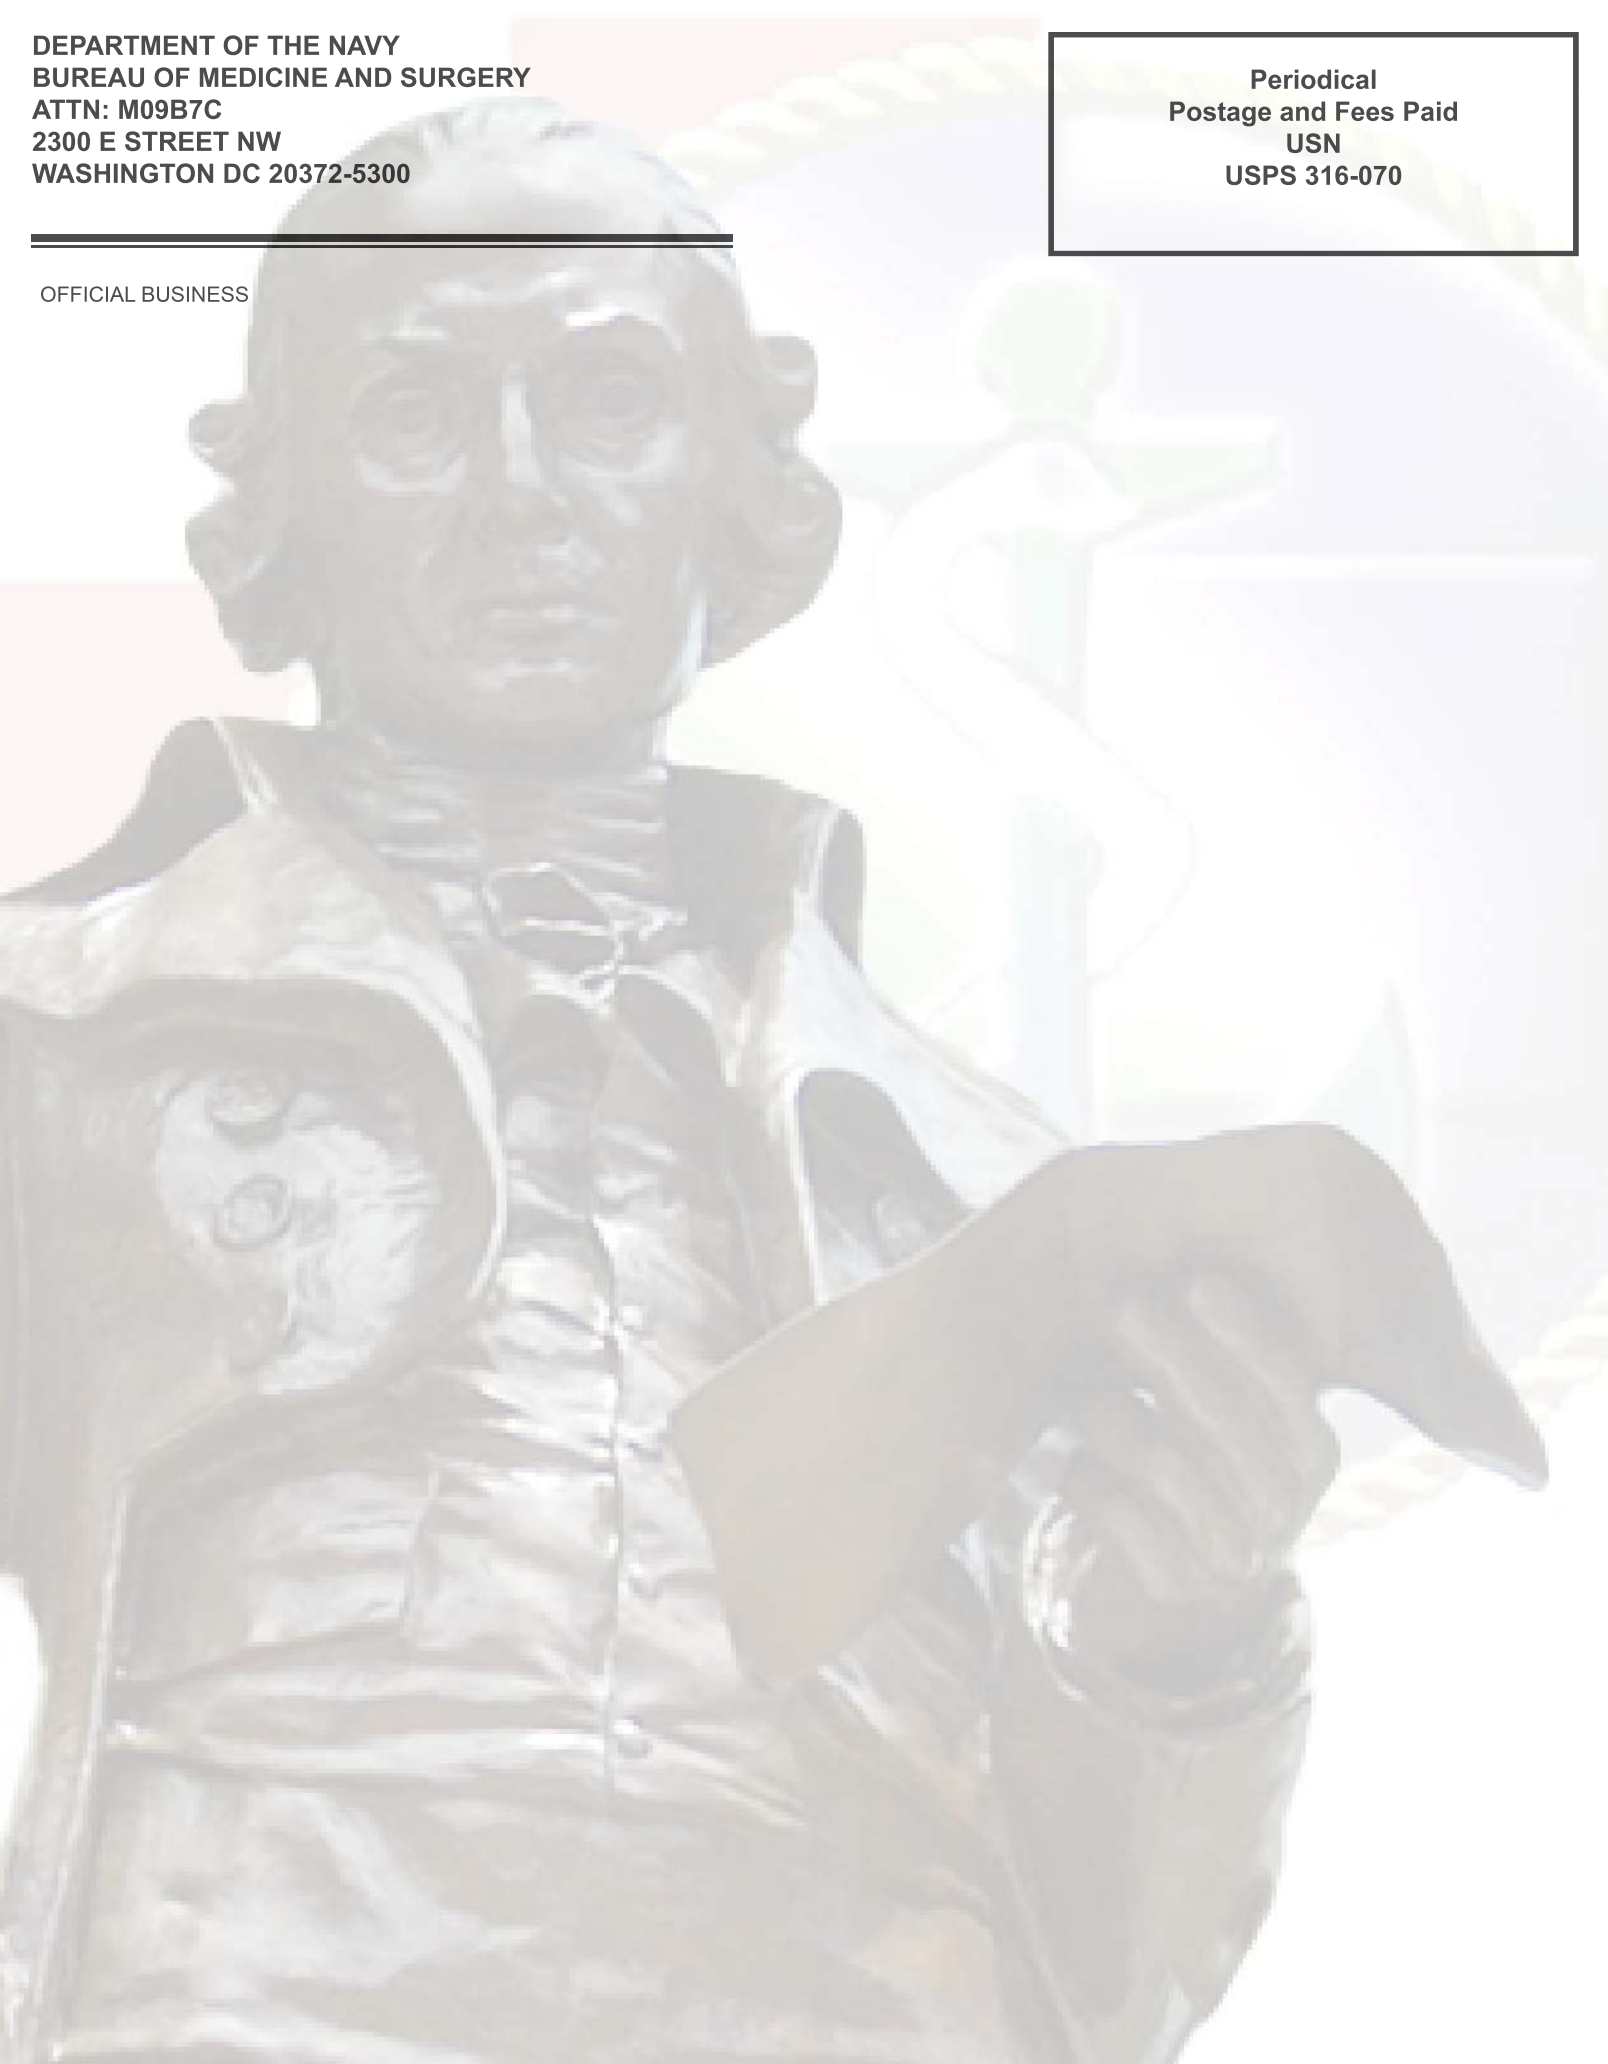 DEPARTMENT OF THE NAVY
BUREAU OF MEDICINE AND SURGERY
ATTN: M09B7C
2300 E STREET NW
WASHINGTON DC 20372-5300
OFFICIAL BUSINESS
Periodical
Postage and Fees Paid
USN
USPS 316-070